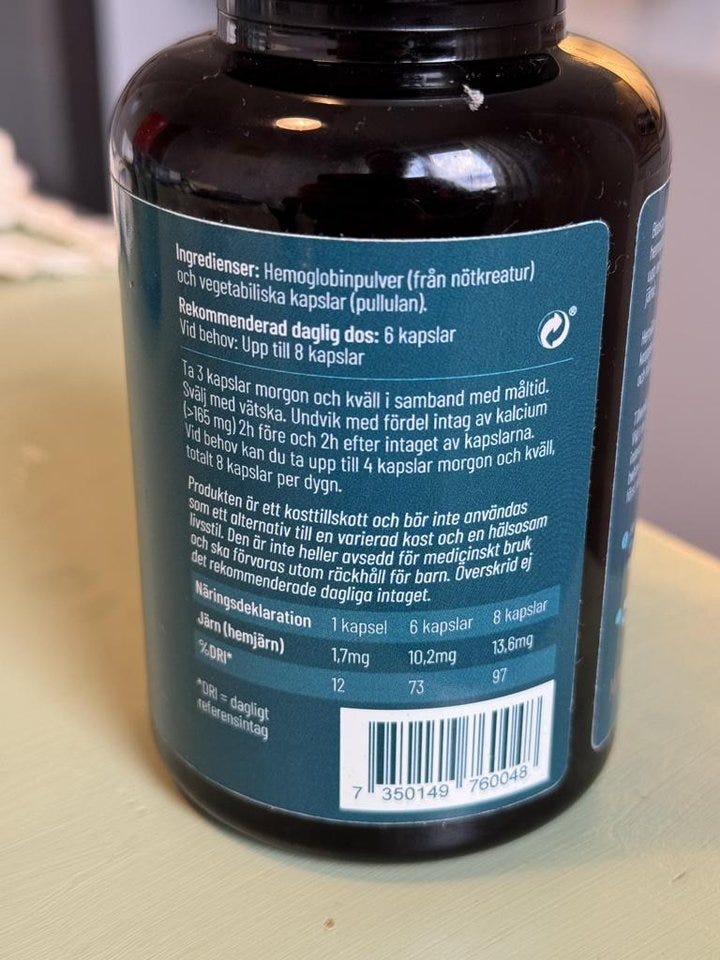 Ingredienser: Hemoglobinpulver (från nötkreatur)
och vegetabiliska kapslar (pullulan).
Rekommenderad daglig dos: 6 kapslar
Vid behov: Upp till 8 kapslar
®
Ta 3 kapslar morgon och kväll i samband med måltid.
Svälj med vätska. Undvik med fördel intag av kalcium
(>165 mg) 2h före och 2h efter intaget av kapslarna.
Vid behov kan du ta upp till 4 kapslar morgon och kväll,
totalt 8 kapslar per dygn.
Produkten är ett kosttillskott och bör inte användas
som ett alternativ till en varierad kost och en hälsosam
livsstil. Den är inte heller avsedd för medicinskt bruk
och ska förvaras utom räckhåll för barn. Överskrid ej
det rekommenderade dagliga intaget.
Näringsdeklaration 1 kapsel 6 kapslar 8 kapslar
Järn (hemjärn) 1,7mg 10,2mg 13,6mg
%DRI* 12 73 97
*DRI = dagligt
referensintag
7 350149 760048